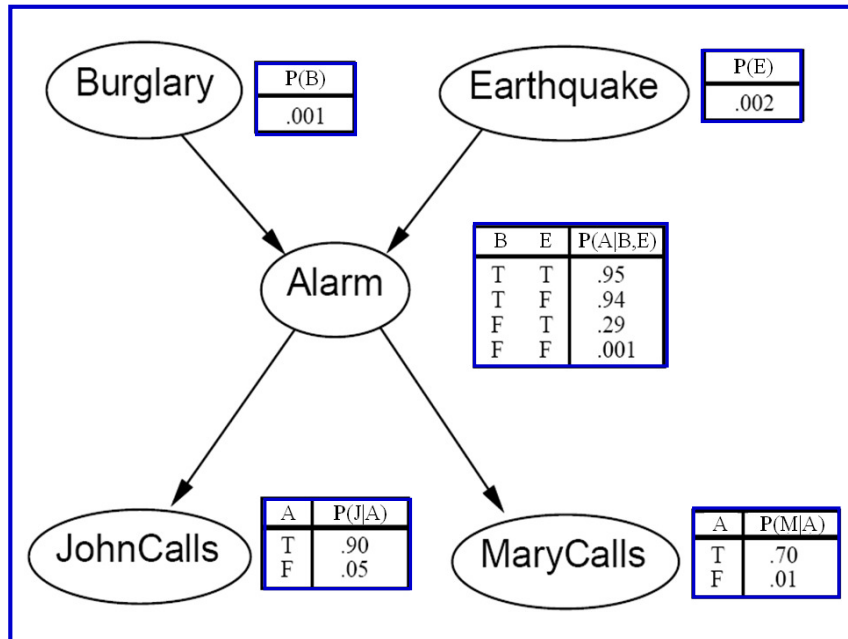 Burglary
P(B)
.001
Earthquake
P(E)
.002
Alarm
B E P(A|B,E)
T T .95
T F .94
F T .29
F F .001
JohnCalls
A P(J|A)
T .90
F .05
MaryCalls
A P(M|A)
T .70
F .01